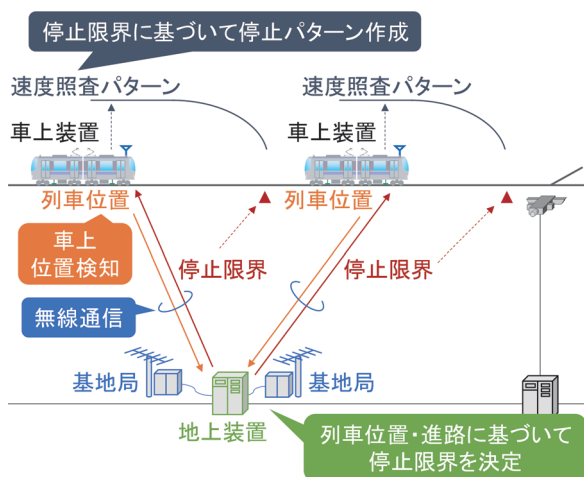 停止限界に基づいて停止パターン作成
速度照査パターン
速度照査パターン
車上装置
車上装置
列車位置
列車位置
車上
位置検知
停止限界
停止限界
無線通信
基地局
基地局
地上装置
列車位置・進路に基づいて
停止限界を決定